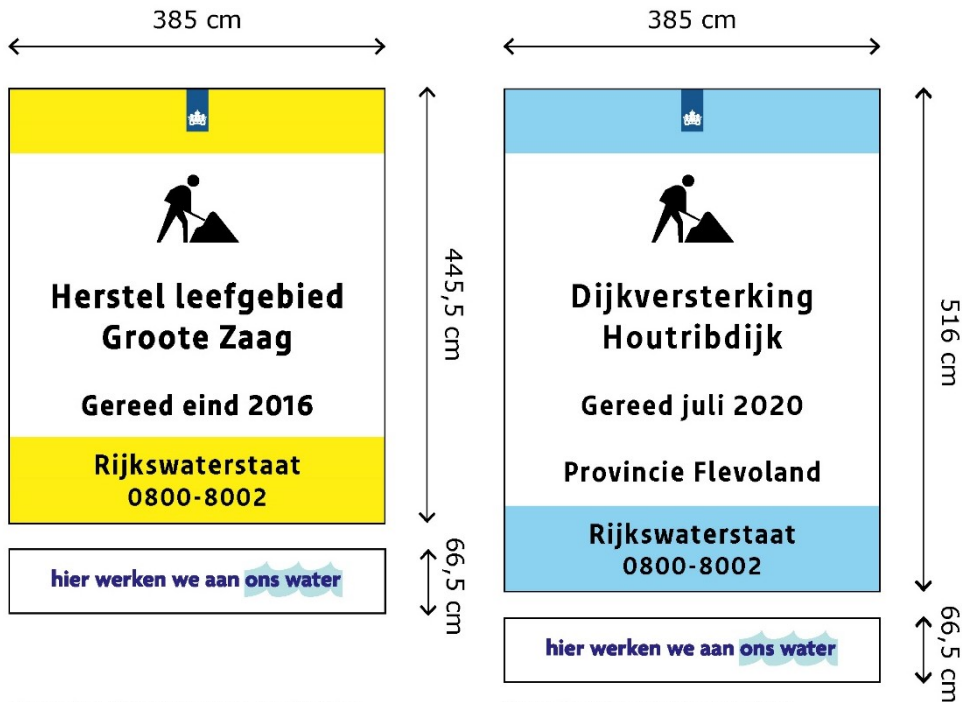 385 cm
Herstel leefgebied
Groote Zaag
Gereed eind 2016
Rijkswaterstaat
0800-8002
445,5 cm
hier werken we aan ons water
66,5 cm
385 cm
Dijkversterking
Houtribdijk
Gereed juli 2020
Provincie Flevoland
Rijkswaterstaat
0800-8002
516 cm
hier werken we aan ons water
66,5 cm